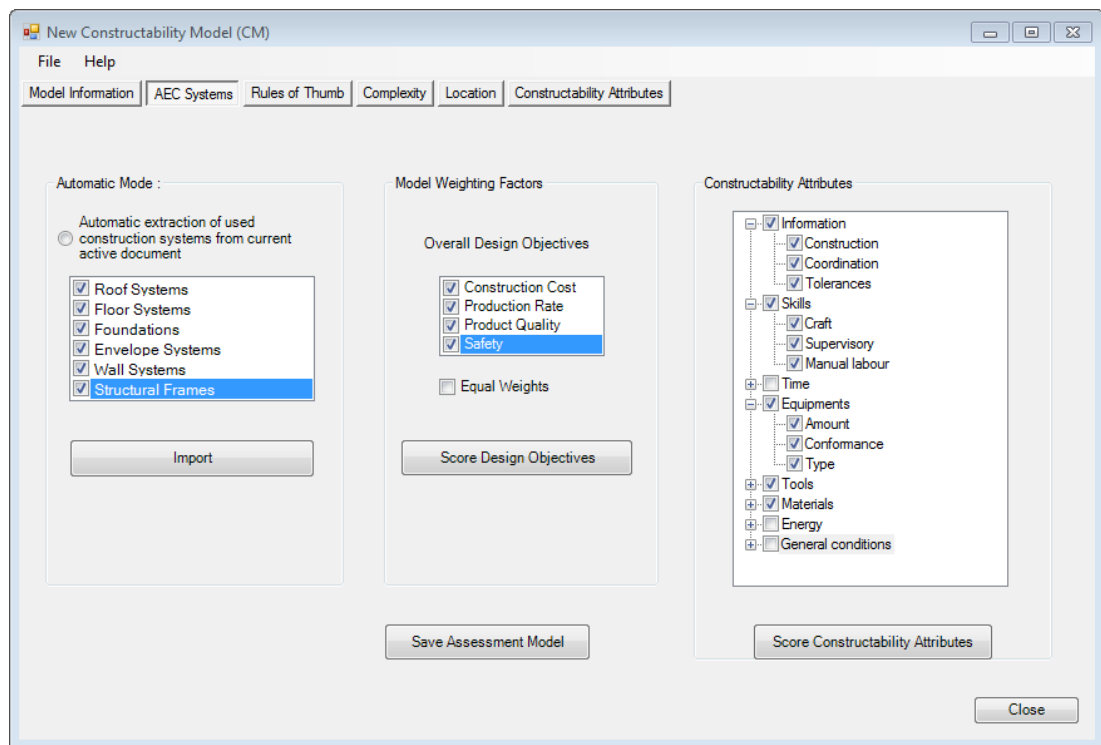 New Constructability Model (CM)
File Help
Model Information AEC Systems Rules of Thumb Complexity Location Constructability Attributes
Automatic Mode :
Automatic extraction of used
construction systems from current
active document
Roof Systems
Floor Systems
Foundations
Envelope Systems
Wall Systems
Structural Frames
Import
Model Weighting Factors
Overall Design Objectives
Construction Cost
Production Rate
Product Quality
Safety
Equal Weights
Score Design Objectives
Constructability Attributes
Information
Construction
Coordination
Tolerances
Skills
Craft
Supervisory
Manual labour
Time
Equipments
Amount
Conformance
Type
Tools
Materials
Energy
General conditions
Save Assessment Model
Score Constructability Attributes
Close